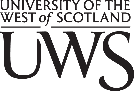 UNIVERSITY OF THE
WEST of SCOTLAND
UWS